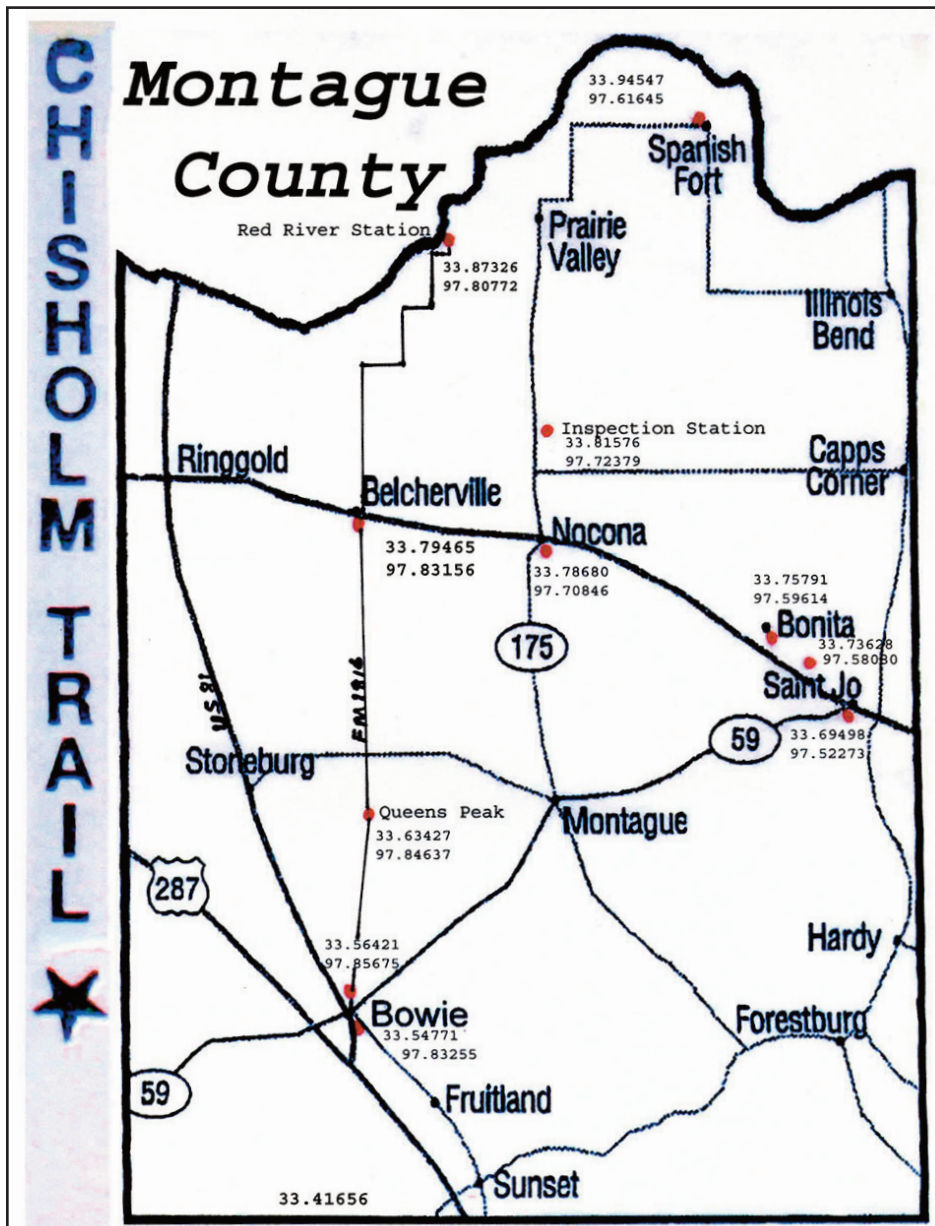 CHISHOLM TRAIL
Montague
County
33.94547
97.61645
Spanish
Fort
Red River Station
Prairie
Valley
33.87326
97.80772
Illinois
Bend
Inspection Station
33.81576
97.72379
Ringgold
Capps
Corner
Belcherville
Nocona
33.79465
97.83156
33.78680
97.70846
33.75791
97.59614
Bonita
175
33.73628
97.58080
Saint Jo
US 81
FM 1816
59
33.69498
97.52273
Stoneburg
Queens Peak
Montague
33.63427
97.84637
287
33.56421
97.85675
Hardy
Bowie
Forestburg
33.54771
97.83255
59
Fruitland
Sunset
33.41656